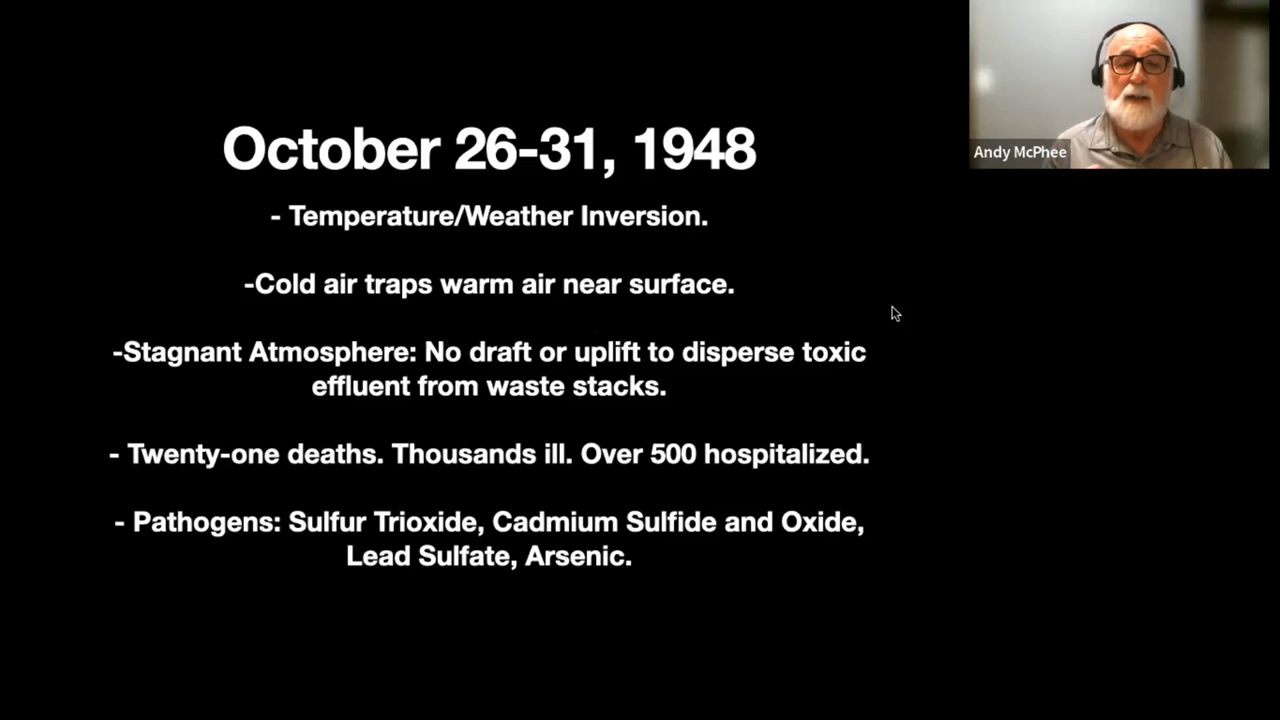 October 26-31, 1948
- Temperature/Weather Inversion.
-Cold air traps warm air near surface.
-Stagnant Atmosphere: No draft or uplift to disperse toxic
effluent from waste stacks.
- Twenty-one deaths. Thousands ill. Over 500 hospitalized.
- Pathogens: Sulfur Trioxide, Cadmium Sulfide and Oxide,
Lead Sulfate, Arsenic.
Andy McPhee